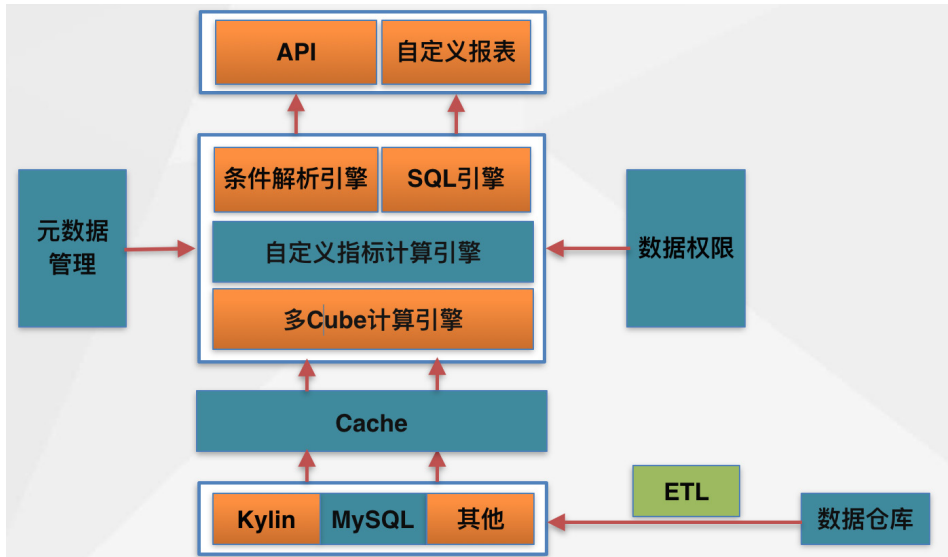 API
自定义报表
条件解析引擎
SQL引擎
元数据
管理
自定义指标计算引擎
数据权限
多Cube计算引擎
Cache
ETL
Kylin
MySQL
其他
数据仓库